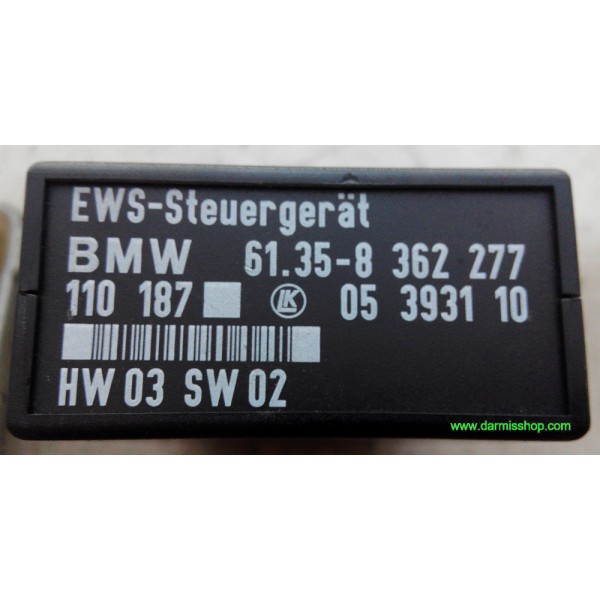 EWS-Steuergerät
BMW 61.35-8 362 277
110 187 LK 05 3931 10
HW 03 SW 02
www.darmisshop.com